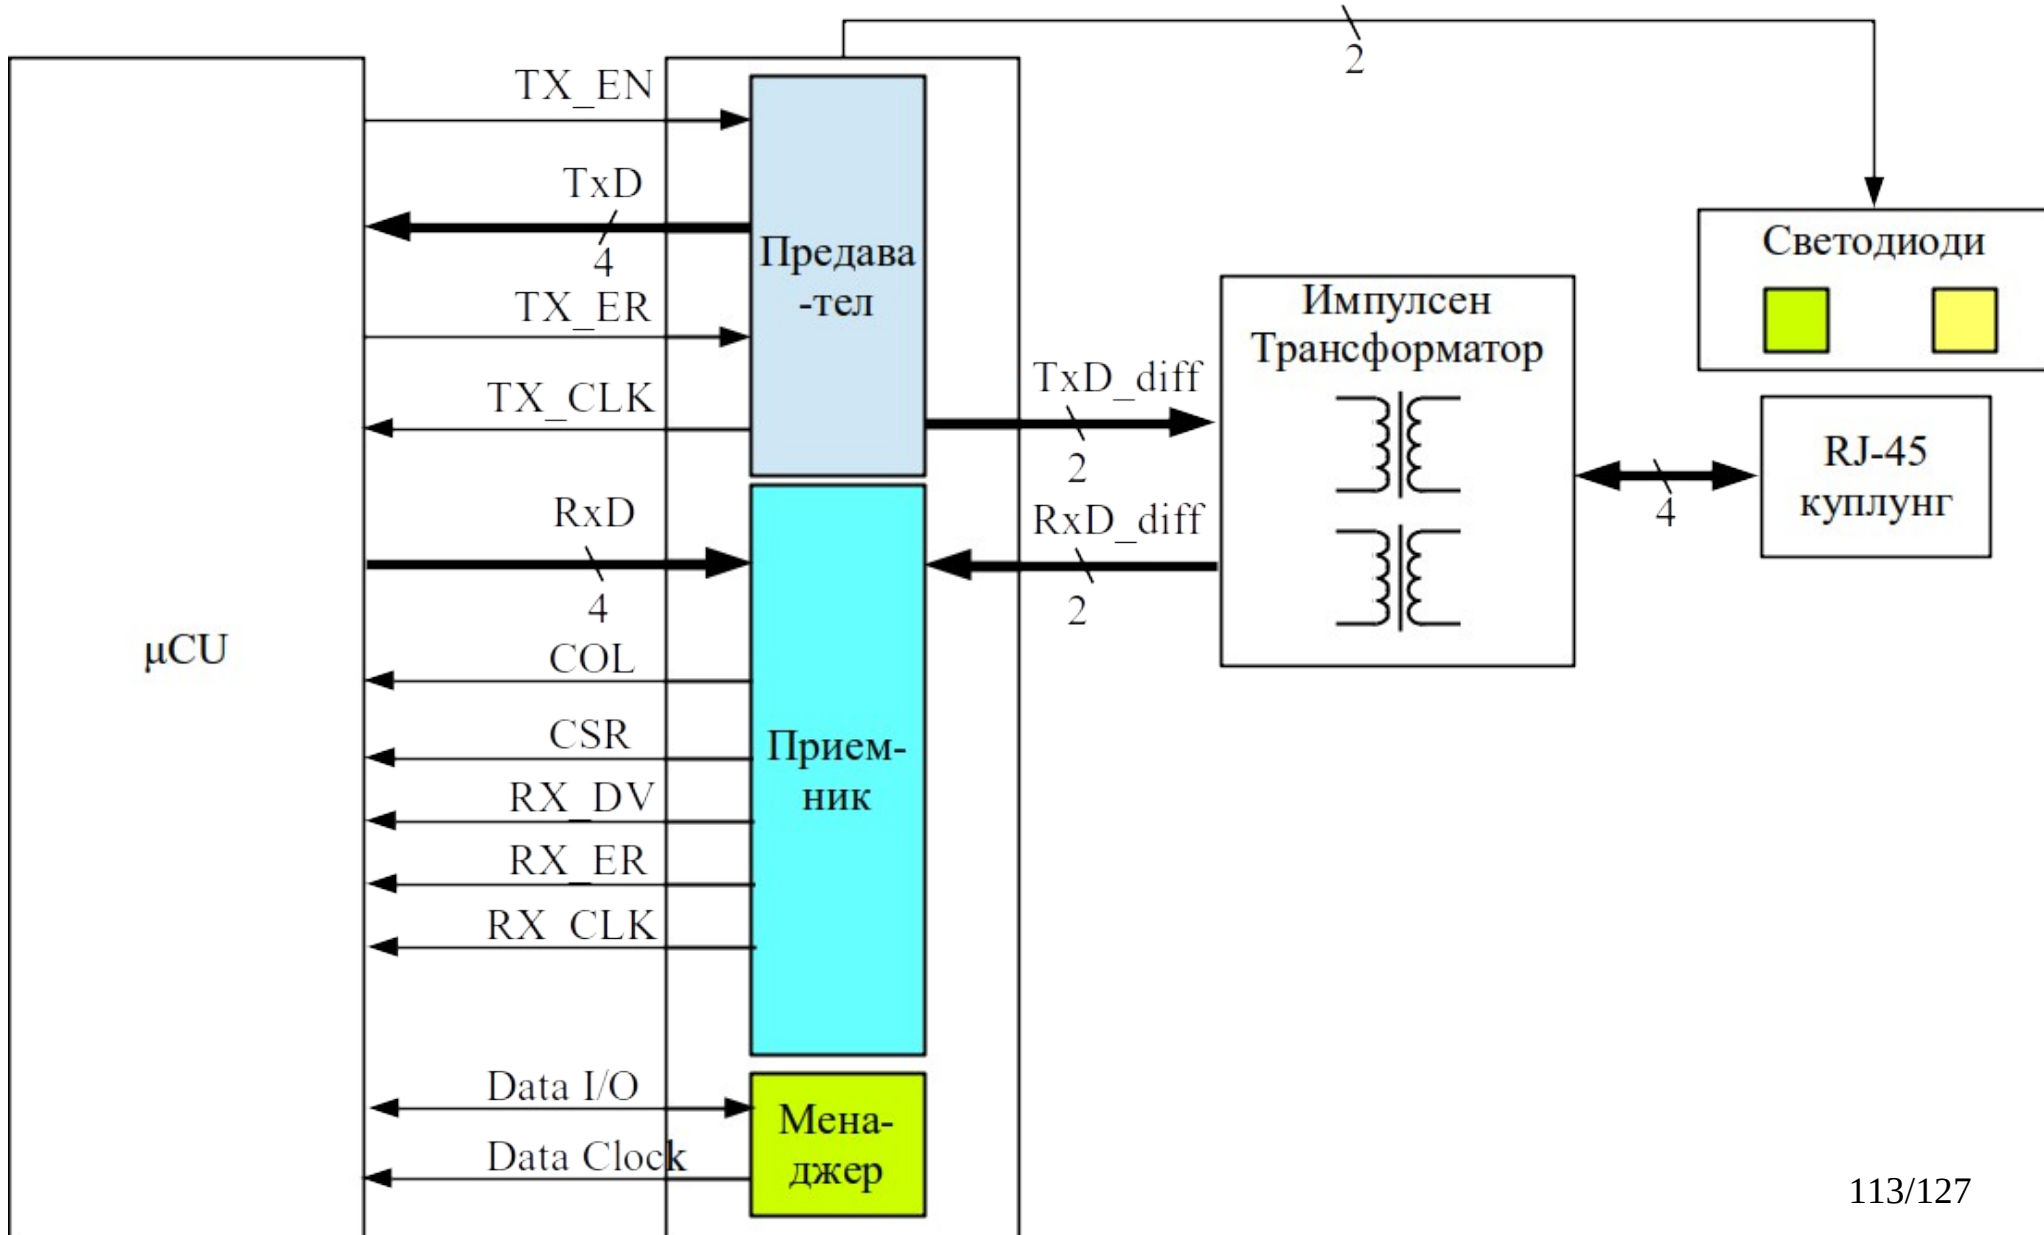 2
TX_EN
TxD
4
TX_ER
TX_CLK
RxD
4
COL
CSR
RX_DV
RX_ER
RX_CLK
Data I/O
Data Clock
μCU
Предава
-тел
Прием-
ник
Мена-
джер
TxD_diff
2
RxD_diff
2
Импулсен
Трансформатор
4
Светодиоди
RJ-45
куплунг
113/127